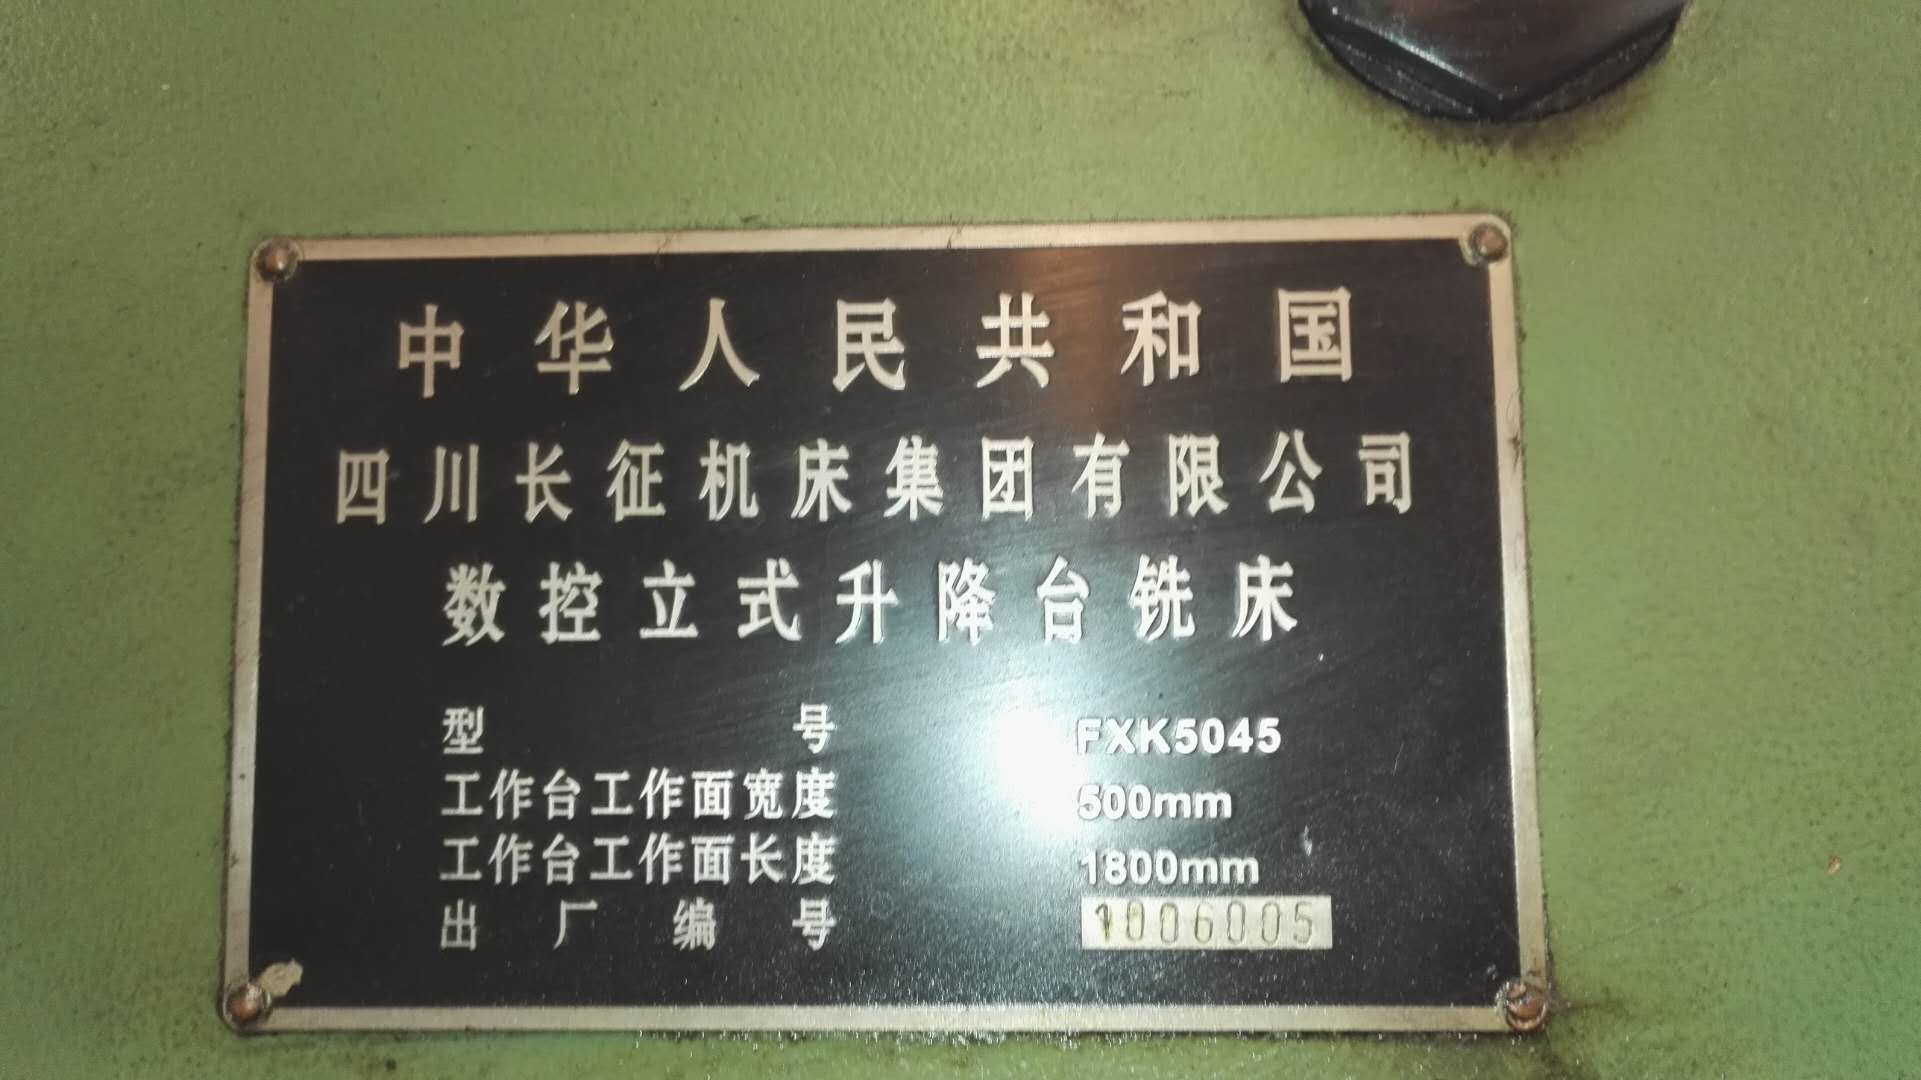 中华人民共和国
四川长征机床集团有限公司
数控立式升降台铣床
型号 FXK5045
工作台工作面宽度 500mm
工作台工作面长度 1800mm
出厂编号 1006005